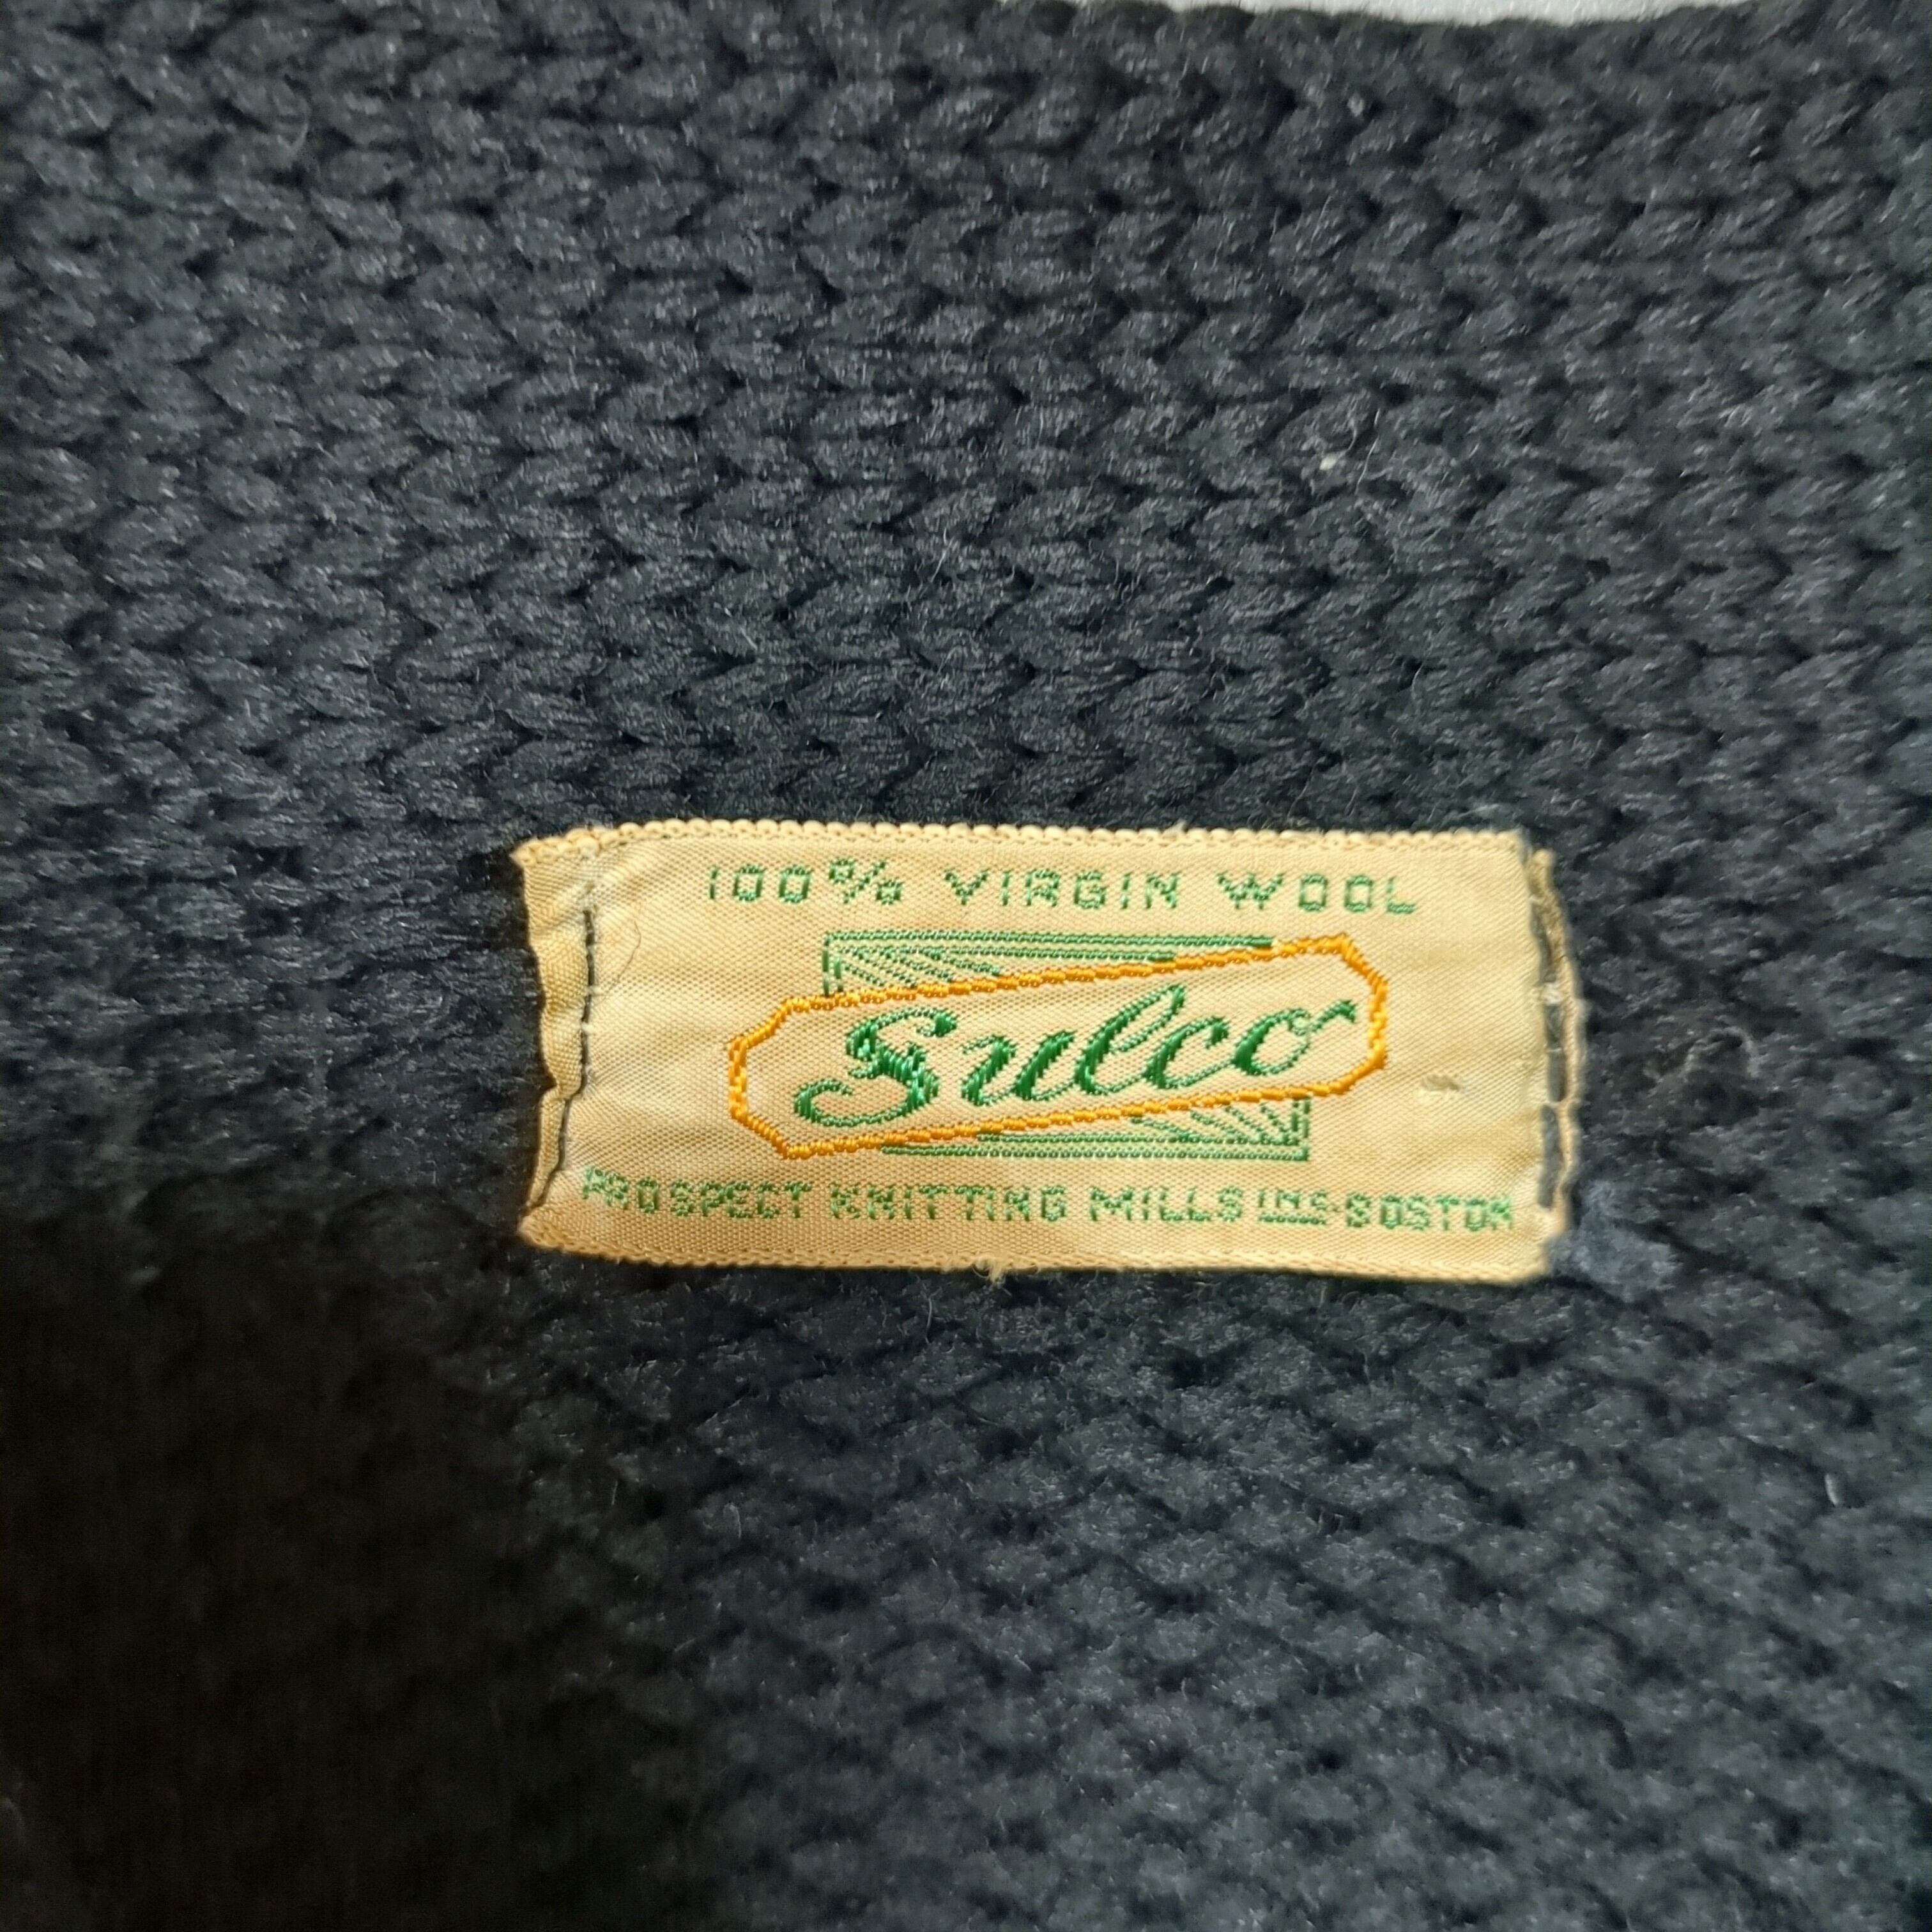 100% VIRGIN WOOL
Sulco
PROSPECT KNITTING MILLS INC. BOSTON